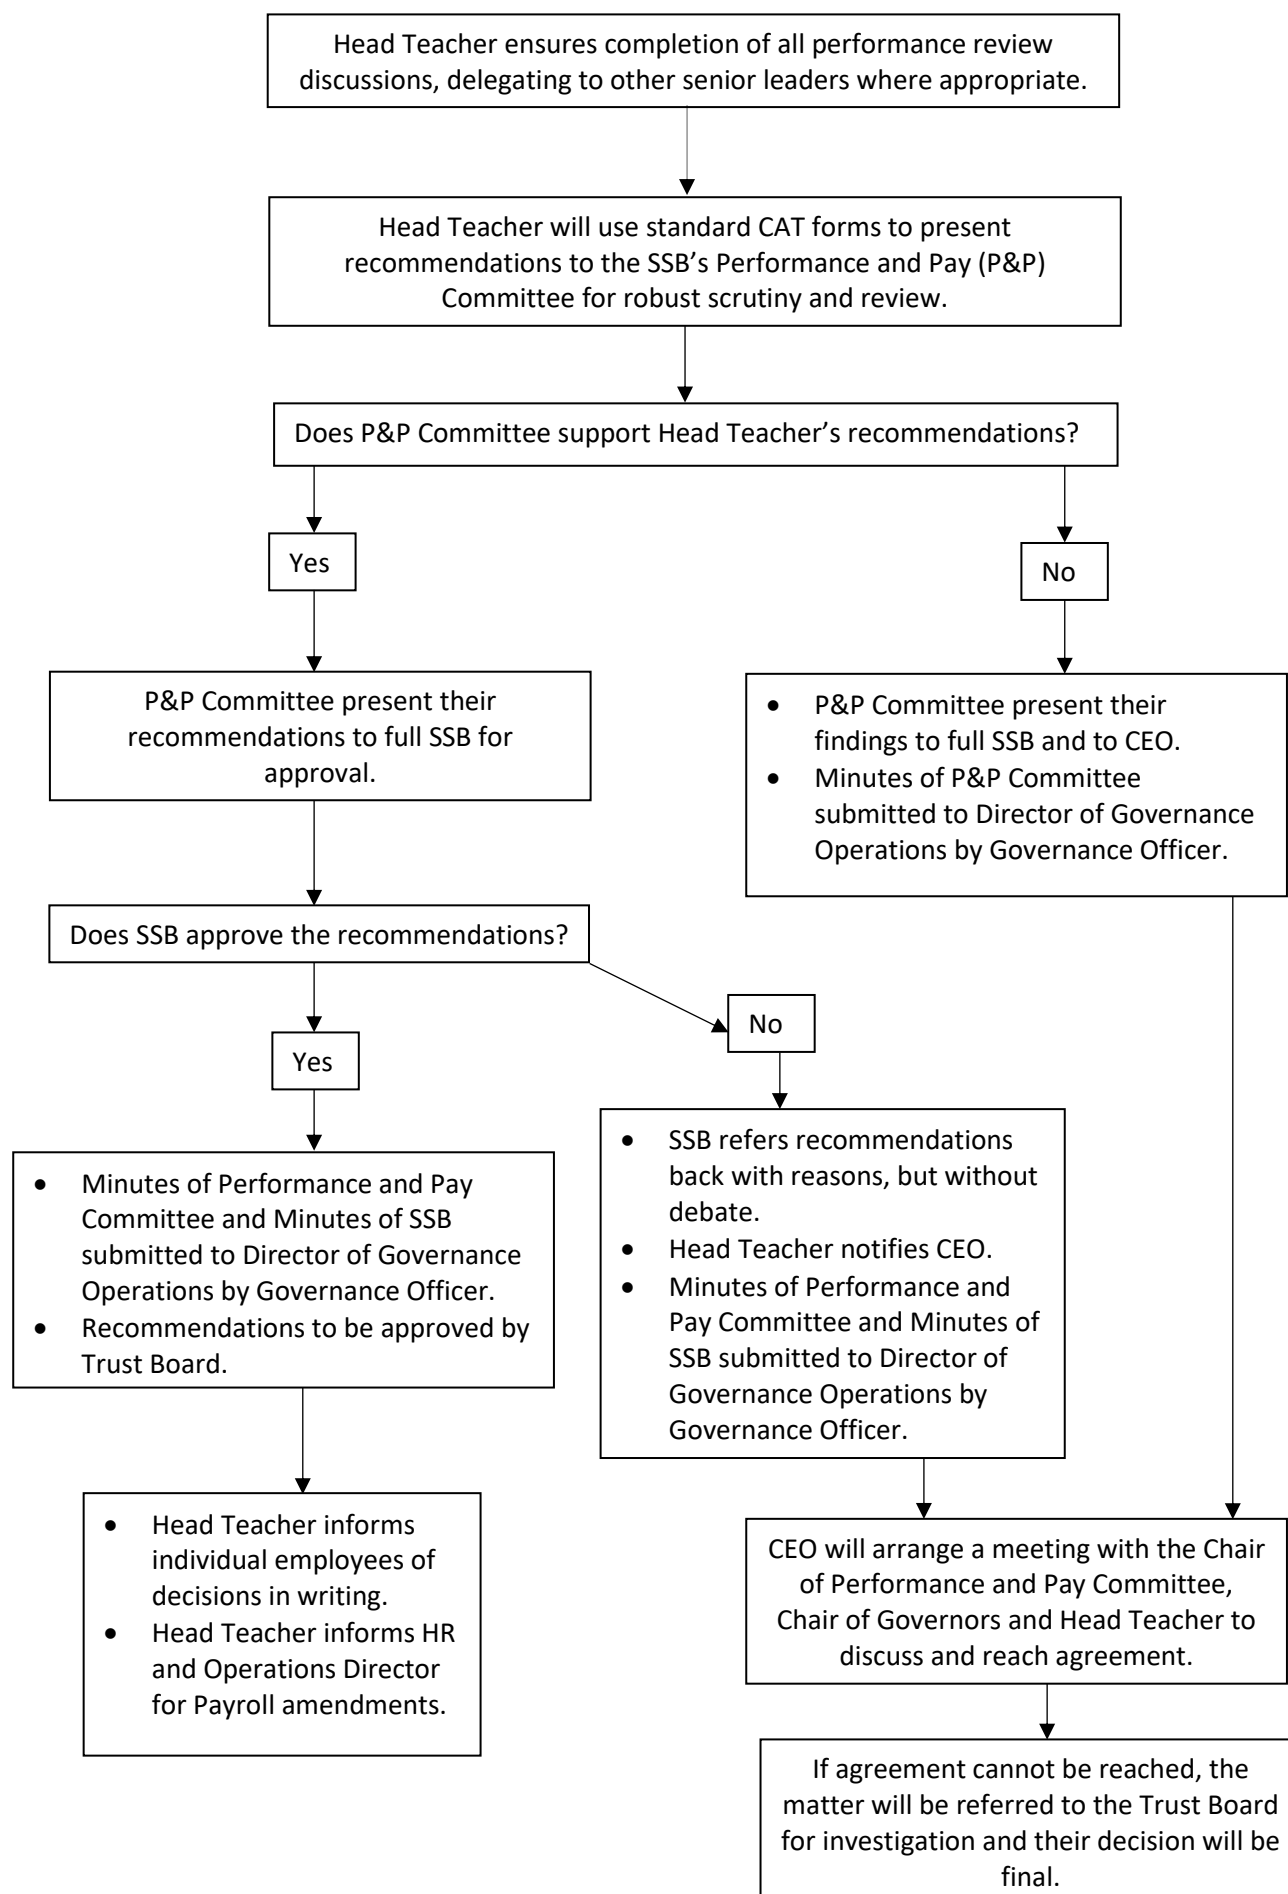 Head Teacher ensures completion of all performance review
discussions, delegating to other senior leaders where appropriate.
Head Teacher will use standard CAT forms to present
recommendations to the SSB’s Performance and Pay (P&P)
Committee for robust scrutiny and review.
Does P&P Committee support Head Teacher’s recommendations?
Yes
No
P&P Committee present their
recommendations to full SSB for
approval.
• P&P Committee present their
findings to full SSB and to CEO.
• Minutes of P&P Committee
submitted to Director of Governance
Operations by Governance Officer.
Does SSB approve the recommendations?
Yes
No
• Minutes of Performance and Pay
Committee and Minutes of SSB
submitted to Director of Governance
Operations by Governance Officer.
• Recommendations to be approved by
Trust Board.
• SSB refers recommendations
back with reasons, but without
debate.
• Head Teacher notifies CEO.
• Minutes of Performance and
Pay Committee and Minutes of
SSB submitted to Director of
Governance Operations by
Governance Officer.
• Head Teacher informs
individual employees of
decisions in writing.
• Head Teacher informs HR
and Operations Director
for Payroll amendments.
CEO will arrange a meeting with the Chair
of Performance and Pay Committee,
Chair of Governors and Head Teacher to
discuss and reach agreement.
If agreement cannot be reached, the
matter will be referred to the Trust Board
for investigation and their decision will be
final.